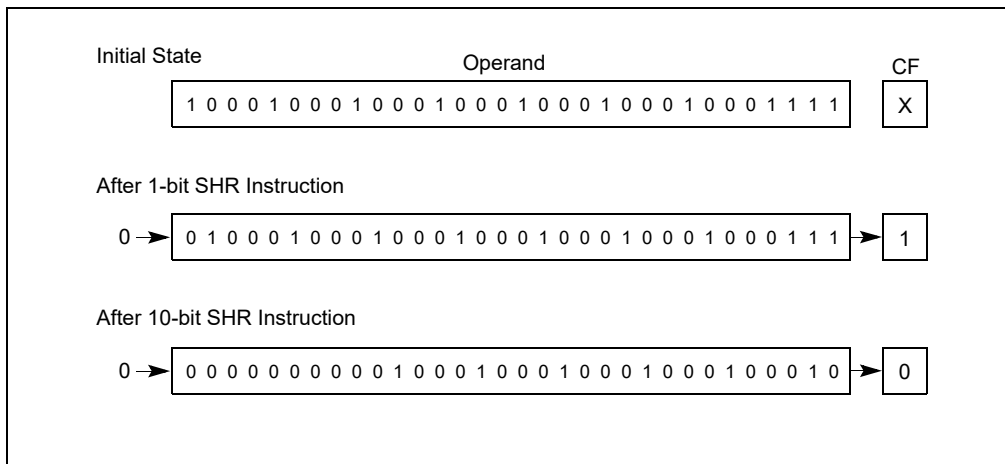 Initial State
Operand
CF
1 0 0 0 1 0 0 0 1 0 0 0 1 0 0 0 1 0 0 0 1 0 0 0 1 0 0 0 1 1 1 1 X
After 1-bit SHR Instruction
0 0 1 0 0 0 1 0 0 0 1 0 0 0 1 0 0 0 1 0 0 0 1 0 0 0 1 0 0 0 1 1 1 1
After 10-bit SHR Instruction
0 0 0 0 0 0 0 0 0 0 0 1 0 0 0 1 0 0 0 1 0 0 0 1 0 0 0 1 0 0 0 1 0 0